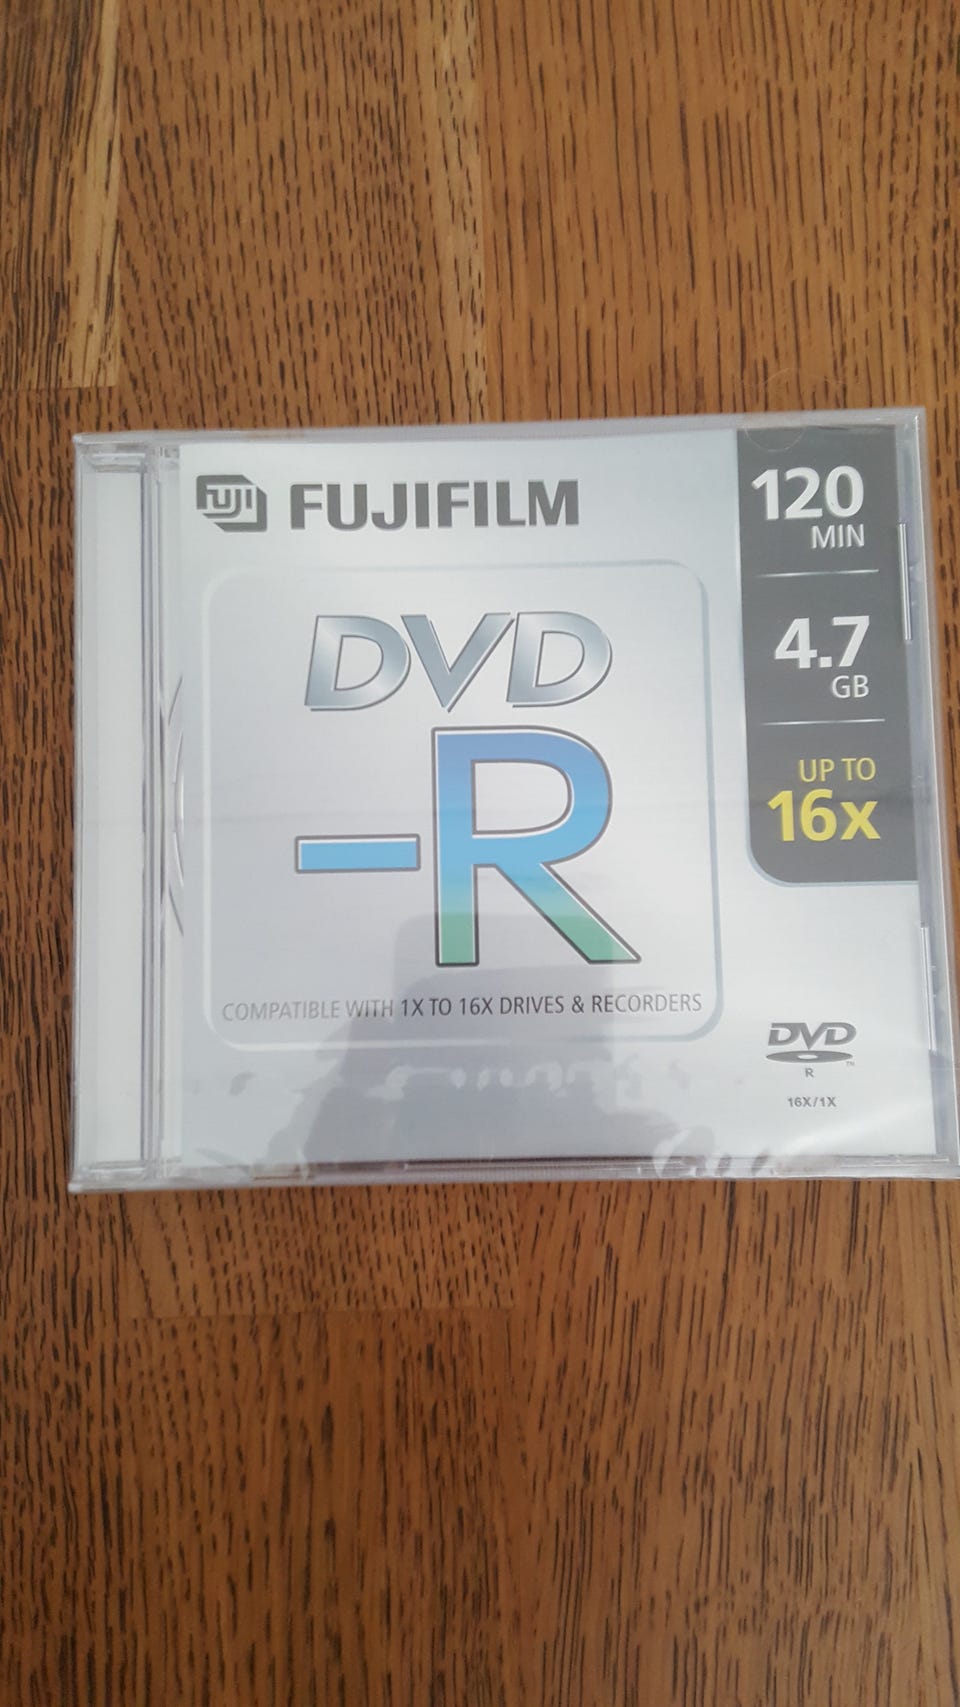 FUJI FUJIFILM
DVD
-R
COMPATIBLE WITH 1X TO 16X DRIVES & RECORDERS
120
MIN
4.7
GB
UP TO
16x
DVD
R
16X/1X